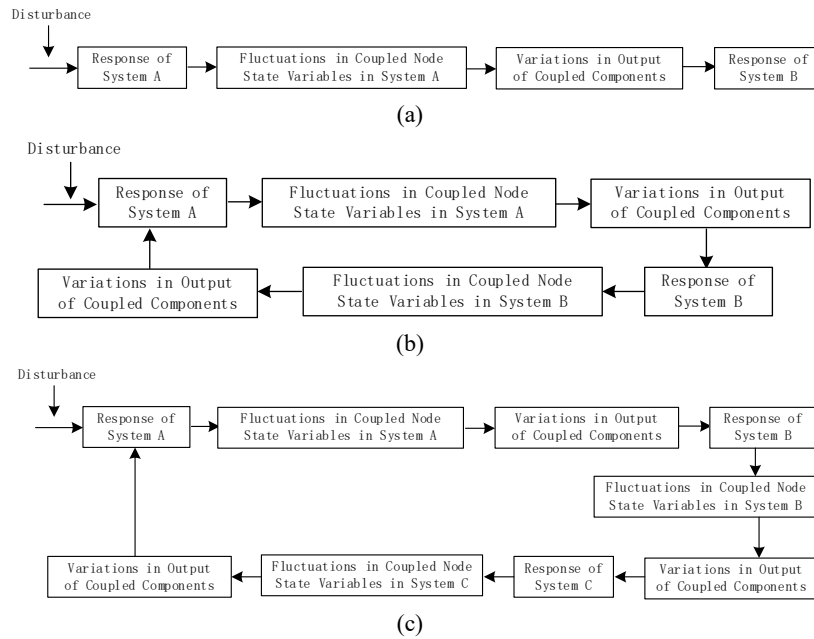 Disturbance
Response of
System A
Fluctuations in Coupled Node
State Variables in System A
Variations in Output
of Coupled Components
Response of
System B
(a)
Disturbance
Response of
System A
Fluctuations in Coupled Node
State Variables in System A
Variations in Output
of Coupled Components
Variations in Output
of Coupled Components
Fluctuations in Coupled Node
State Variables in System B
Response of
System B
(b)
Disturbance
Response of
System A
Fluctuations in Coupled Node
State Variables in System A
Variations in Output
of Coupled Components
Response of
System B
Fluctuations in Coupled Node
State Variables in System B
Variations in Output
of Coupled Components
Fluctuations in Coupled Node
State Variables in System C
Response of
System C
Variations in Output
of Coupled Components
(c)